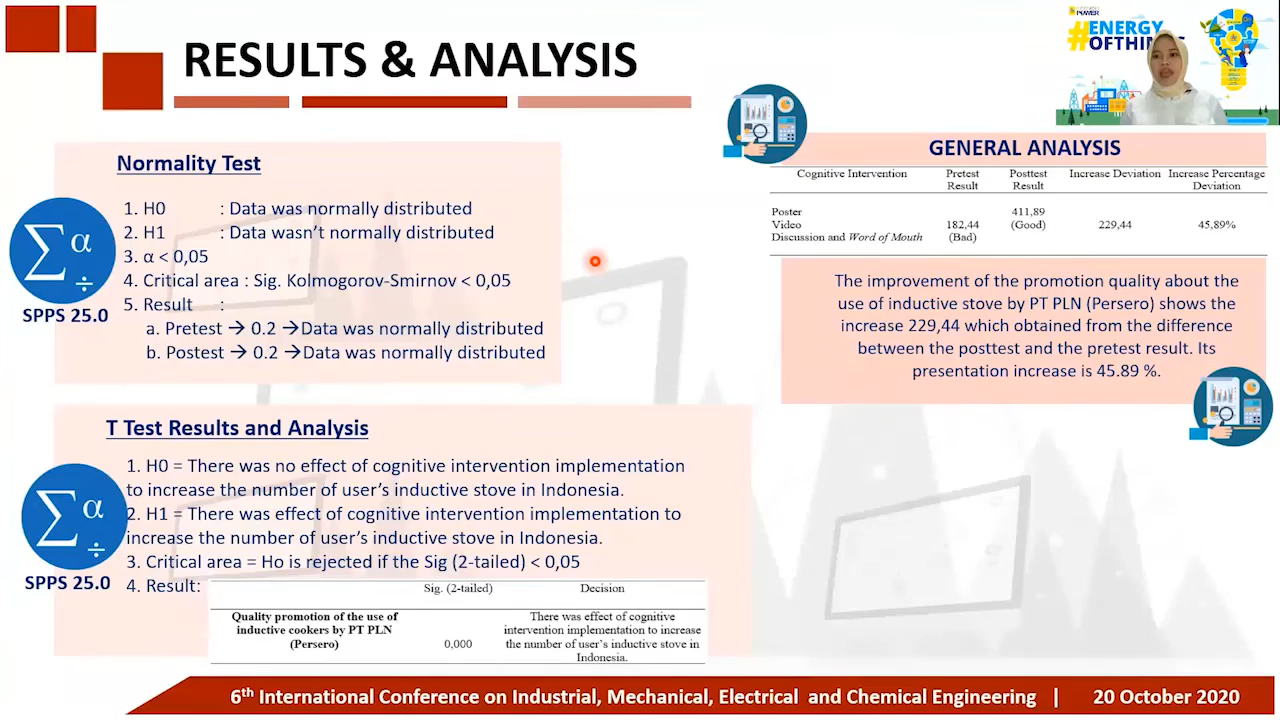 RESULTS & ANALYSIS
#ENERGY
Normality Test
1. H0 : Data was normally distributed
2. H1 : Data wasn't normally distributed
3. α < 0,05
4. Critical area : Sig. Kolmogorov-Smirnov < 0,05
5. Result :
a. Pretest → 0.2 → Data was normally distributed
b. Postest → 0.2 → Data was normally distributed
∑ α ÷
SPPS 25.0
T Test Results and Analysis
1. H0 = There was no effect of cognitive intervention implementation
to increase the number of user's inductive stove in Indonesia.
2. H1 = There was effect of cognitive intervention implementation to
increase the number of user's inductive stove in Indonesia.
3. Critical area = Ho is rejected if the Sig (2-tailed) < 0,05
4. Result:
∑ α ÷
SPPS 25.0
Sig. (2-tailed) Decision
Quality promotion of the use of
inductive cookers by PT PLN
(Persero)
0,000
There was effect of cognitive
intervention implementation to increase
the number of user's inductive stove in
Indonesia.
GENERAL ANALYSIS
Cognitive Intervention
Pretest
Result
Posttest
Result
Increase Deviation
Increase Percentage
Deviation
Poster
Video
Discussion and Word of Mouth
182,44
(Bad)
411,89
(Good)
229,44
45,89%
The improvement of the promotion quality about the
use of inductive stove by PT PLN (Persero) shows the
increase 229,44 which obtained from the difference
between the posttest and the pretest result. Its
presentation increase is 45.89 %.
6th International Conference on Industrial, Mechanical, Electrical and Chemical Engineering | 20 October 2020